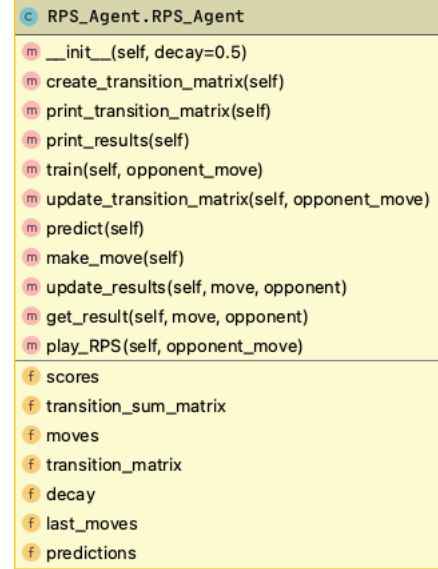 c RPS_Agent.RPS_Agent
m __init__(self, decay=0.5)
m create_transition_matrix(self)
m print_transition_matrix(self)
m print_results(self)
m train(self, opponent_move)
m update_transition_matrix(self, opponent_move)
m predict(self)
m make_move(self)
m update_results(self, move, opponent)
m get_result(self, move, opponent)
m play_RPS(self, opponent_move)
f scores
f transition_sum_matrix
f moves
f transition_matrix
f decay
f last_moves
f predictions